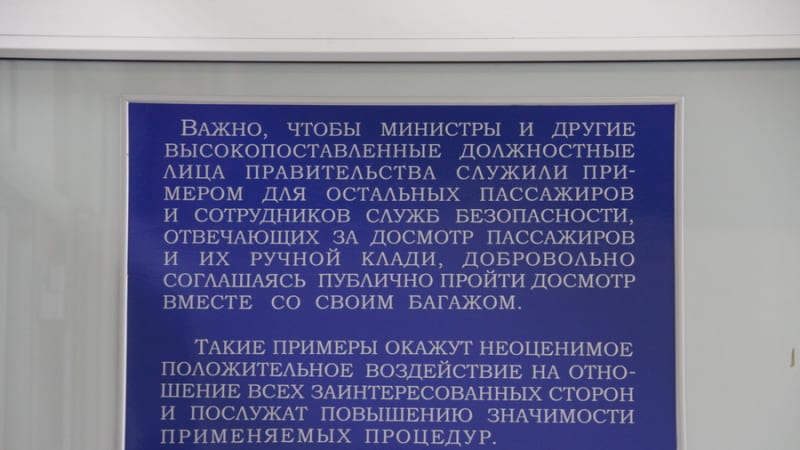 Важно, чтобы министры и другие
высокопоставленные должностные
лица правительства служили при-
мером для остальных пассажиров
и сотрудников служб безопасности,
отвечающих за досмотр пассажиров
и их ручной клади, добровольно
соглашаясь публично пройти досмотр
вместе со своим багажом.
Такие примеры окажут неоценимое
положительное воздействие на отно-
шение всех заинтересованных сторон
и послужат повышению значимости
применяемых процедур.